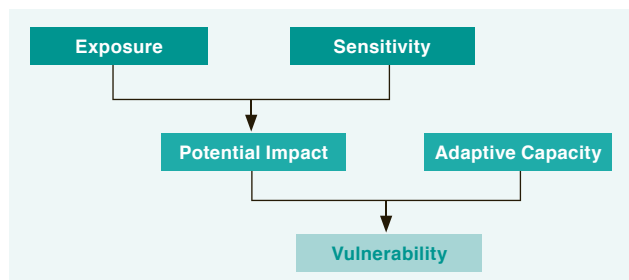 Exposure
Sensitivity
Potential Impact
Adaptive Capacity
Vulnerability